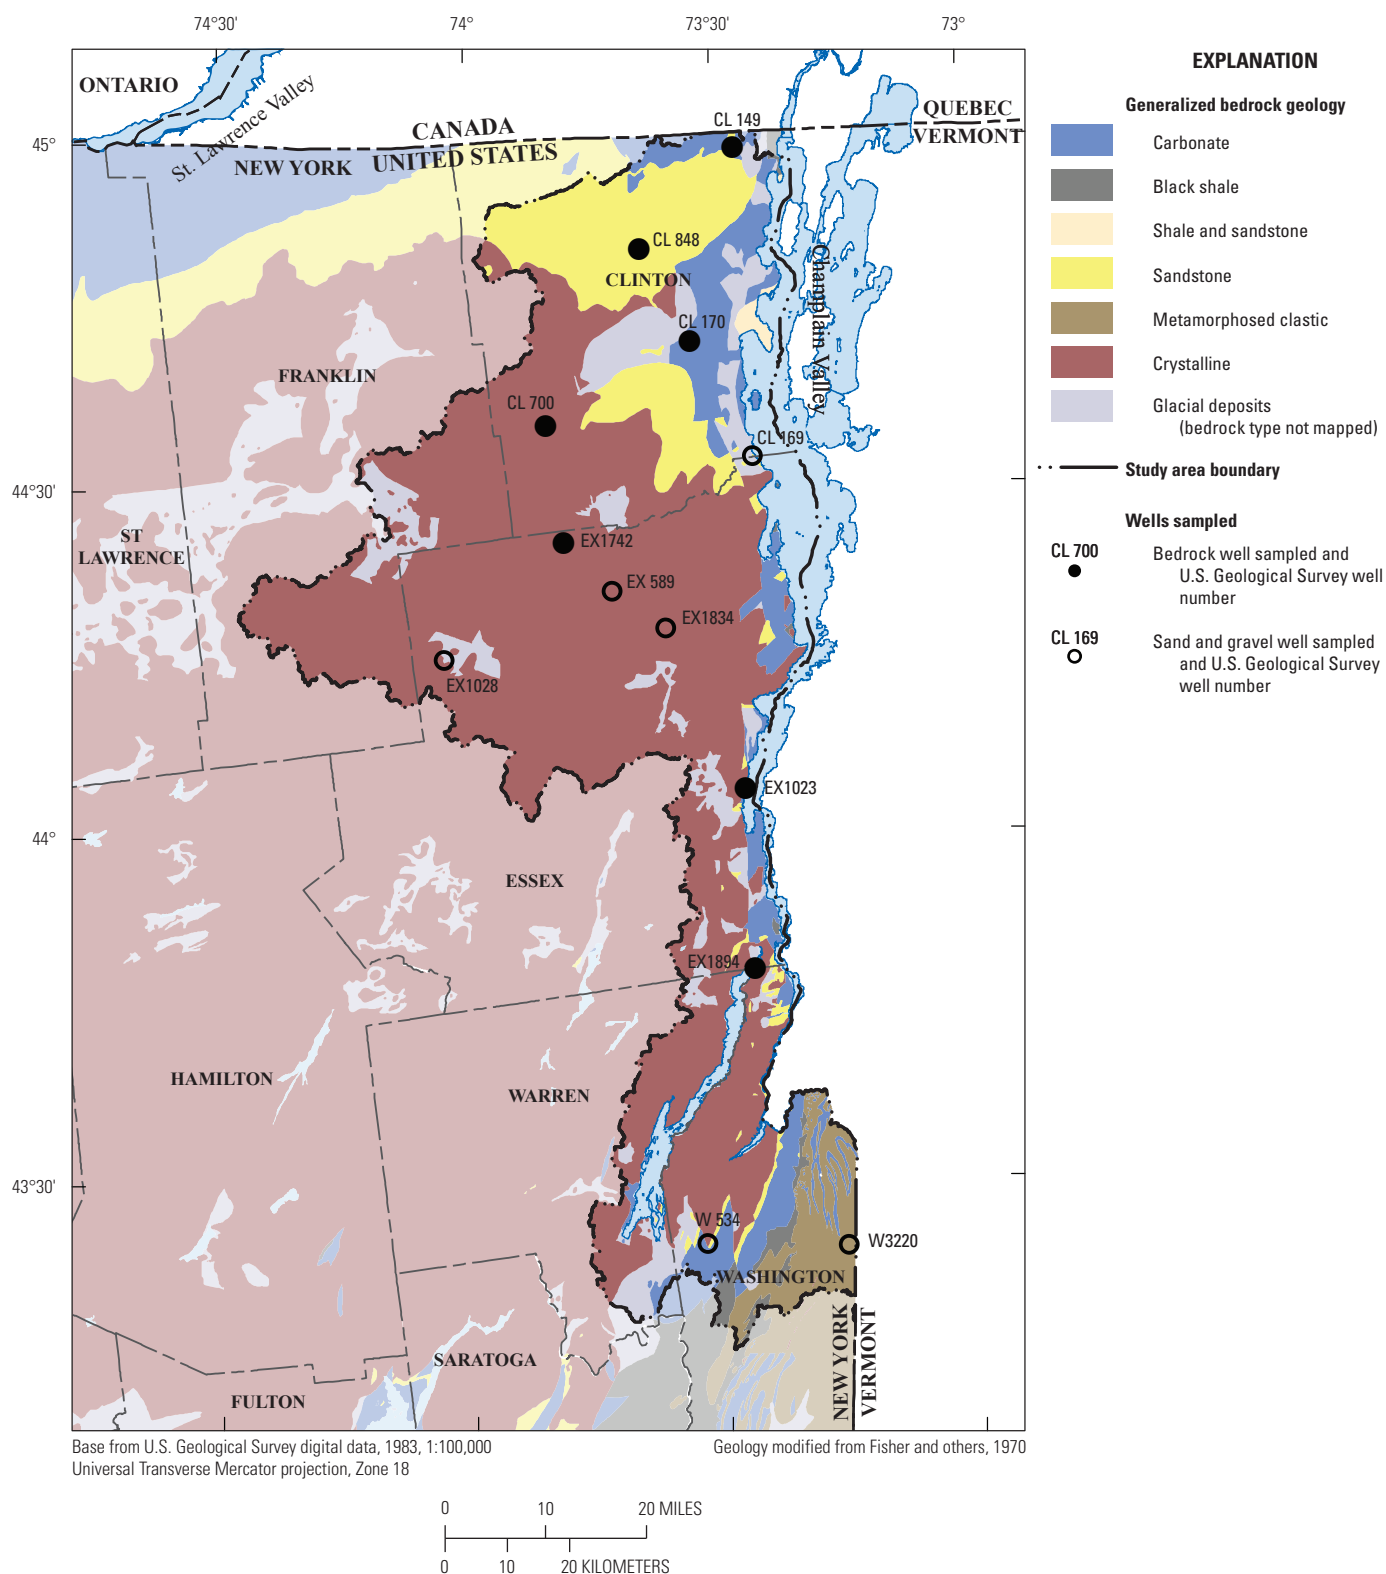 74°30'
74°
73°30'
73°
ONTARIO
St. Lawrence Valley
CANADA
UNITED STATES
NEW YORK
QUEBEC
VERMONT
45°
CL 149
CL 848
CLINTON
Champlain Valley
CL 170
FRANKLIN
CL 700
CL 169
44°30'
ST
LAWRENCE
EX1742
EX 589
EX1834
EX1028
EX1023
44°
ESSEX
EX1894
HAMILTON
WARREN
43°30'
W 534
W3220
WASHINGTON
SARATOGA
FULTON
NEW YORK
VERMONT
Base from U.S. Geological Survey digital data, 1983, 1:100,000
Universal Transverse Mercator projection, Zone 18
Geology modified from Fisher and others, 1970
0 10 20 MILES
0 10 20 KILOMETERS
EXPLANATION
Generalized bedrock geology
Carbonate
Black shale
Shale and sandstone
Sandstone
Metamorphosed clastic
Crystalline
Glacial deposits
(bedrock type not mapped)
Study area boundary
Wells sampled
CL 700
Bedrock well sampled and
U.S. Geological Survey well
number
CL 169
Sand and gravel well sampled
and U.S. Geological Survey
well number